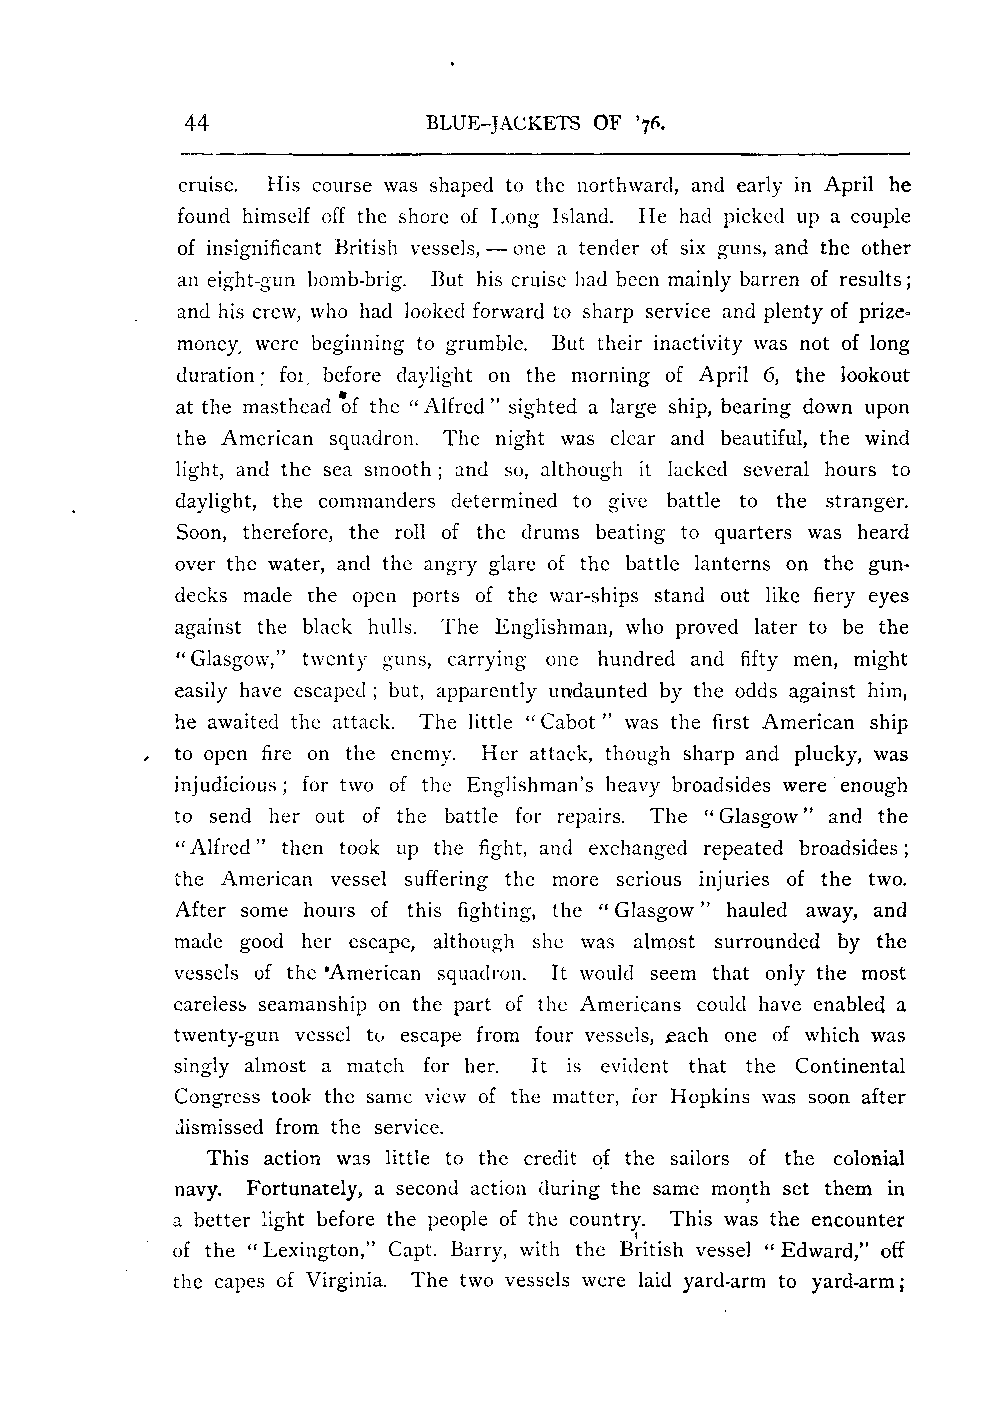 44 BLUE-JACKETS OF '76.
cruise. His course was shaped to the northward, and early in April he
found himself off the shore of Long Island. He had picked up a couple
of insignificant British vessels, — one a tender of six guns, and the other
an eight-gun bomb-brig. But his cruise had been mainly barren of results;
and his crew, who had looked forward to sharp service and plenty of prize-
money, were beginning to grumble. But their inactivity was not of long
duration; for, before daylight on the morning of April 6, the lookout
at the masthead of the "Alfred" sighted a large ship, bearing down upon
the American squadron. The night was clear and beautiful, the wind
light, and the sea smooth; and so, although it lacked several hours to
daylight, the commanders determined to give battle to the stranger.
Soon, therefore, the roll of the drums beating to quarters was heard
over the water, and the angry glare of the battle lanterns on the gun-
decks made the open ports of the war-ships stand out like fiery eyes
against the black hulls. The Englishman, who proved later to be the
"Glasgow," twenty guns, carrying one hundred and fifty men, might
easily have escaped; but, apparently undaunted by the odds against him,
he awaited the attack. The little "Cabot" was the first American ship
to open fire on the enemy. Her attack, though sharp and plucky, was
injudicious; for two of the Englishman's heavy broadsides were enough
to send her out of the battle for repairs. The "Glasgow" and the
"Alfred" then took up the fight, and exchanged repeated broadsides;
the American vessel suffering the more serious injuries of the two.
After some hours of this fighting, the "Glasgow" hauled away, and
made good her escape, although she was almost surrounded by the
vessels of the American squadron. It would seem that only the most
careless seamanship on the part of the Americans could have enabled a
twenty-gun vessel to escape from four vessels, each one of which was
singly almost a match for her. It is evident that the Continental
Congress took the same view of the matter, for Hopkins was soon after
dismissed from the service.
This action was little to the credit of the sailors of the colonial
navy. Fortunately, a second action during the same month set them in
a better light before the people of the country. This was the encounter
of the "Lexington," Capt. Barry, with the British vessel "Edward," off
the capes of Virginia. The two vessels were laid yard-arm to yard-arm;